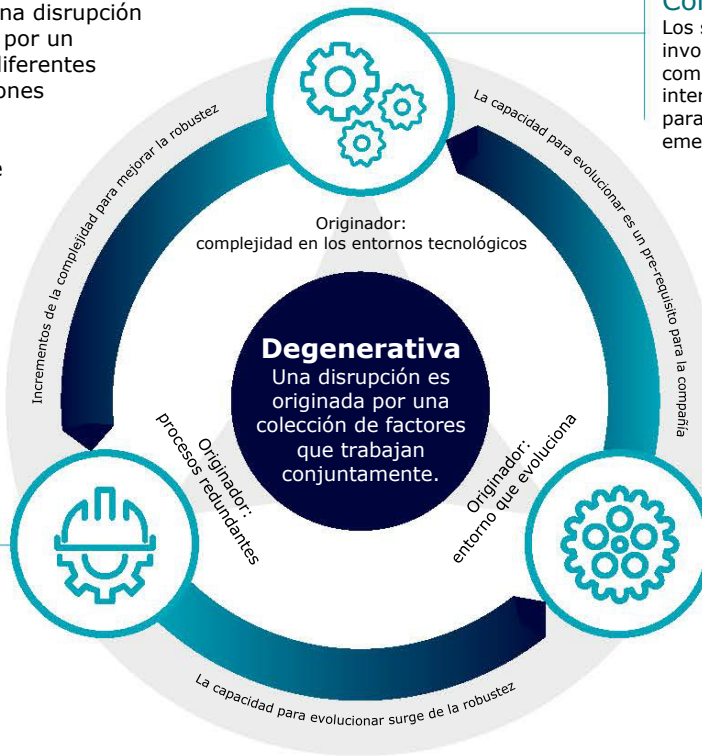 na disrupción
por un
diferentes
ones
e
Los s
invo
com
inter
para
eme
Incrementos de la complejidad para mejorar la robustez
La capacidad para evolucionar es un pre-requisito para la compañía
Originador:
complejidad en los entornos tecnológicos
Degenerativa
Una disrupción es
originada por una
colección de factores
que trabajan
conjuntamente.
Originador:
procesos redundantes
Originador:
entorno que evoluciona
La capacidad para evolucionar surge de la robustez